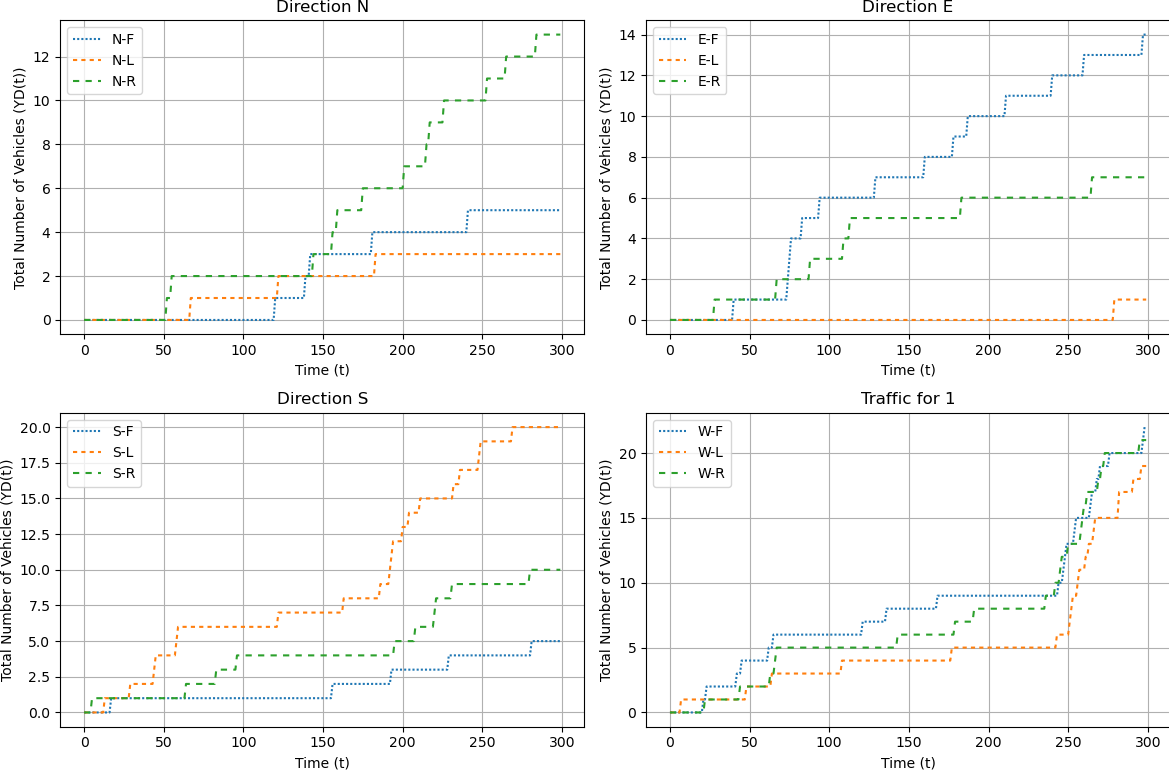 Direction N
Total Number of Vehicles (YD(t))
12
10
8
6
4
2
0
N-F
N-L
N-R
0 50 100 150 200 250 300
Time (t)
Direction E
Total Number of Vehicles (YD(t))
14
12
10
8
6
4
2
0
E-F
E-L
E-R
0 50 100 150 200 250 300
Time (t)
Direction S
Total Number of Vehicles (YD(t))
20.0
17.5
15.0
12.5
10.0
7.5
5.0
2.5
0.0
S-F
S-L
S-R
0 50 100 150 200 250 300
Time (t)
Traffic for 1
Total Number of Vehicles (YD(t))
20
15
10
5
0
W-F
W-L
W-R
0 50 100 150 200 250 300
Time (t)